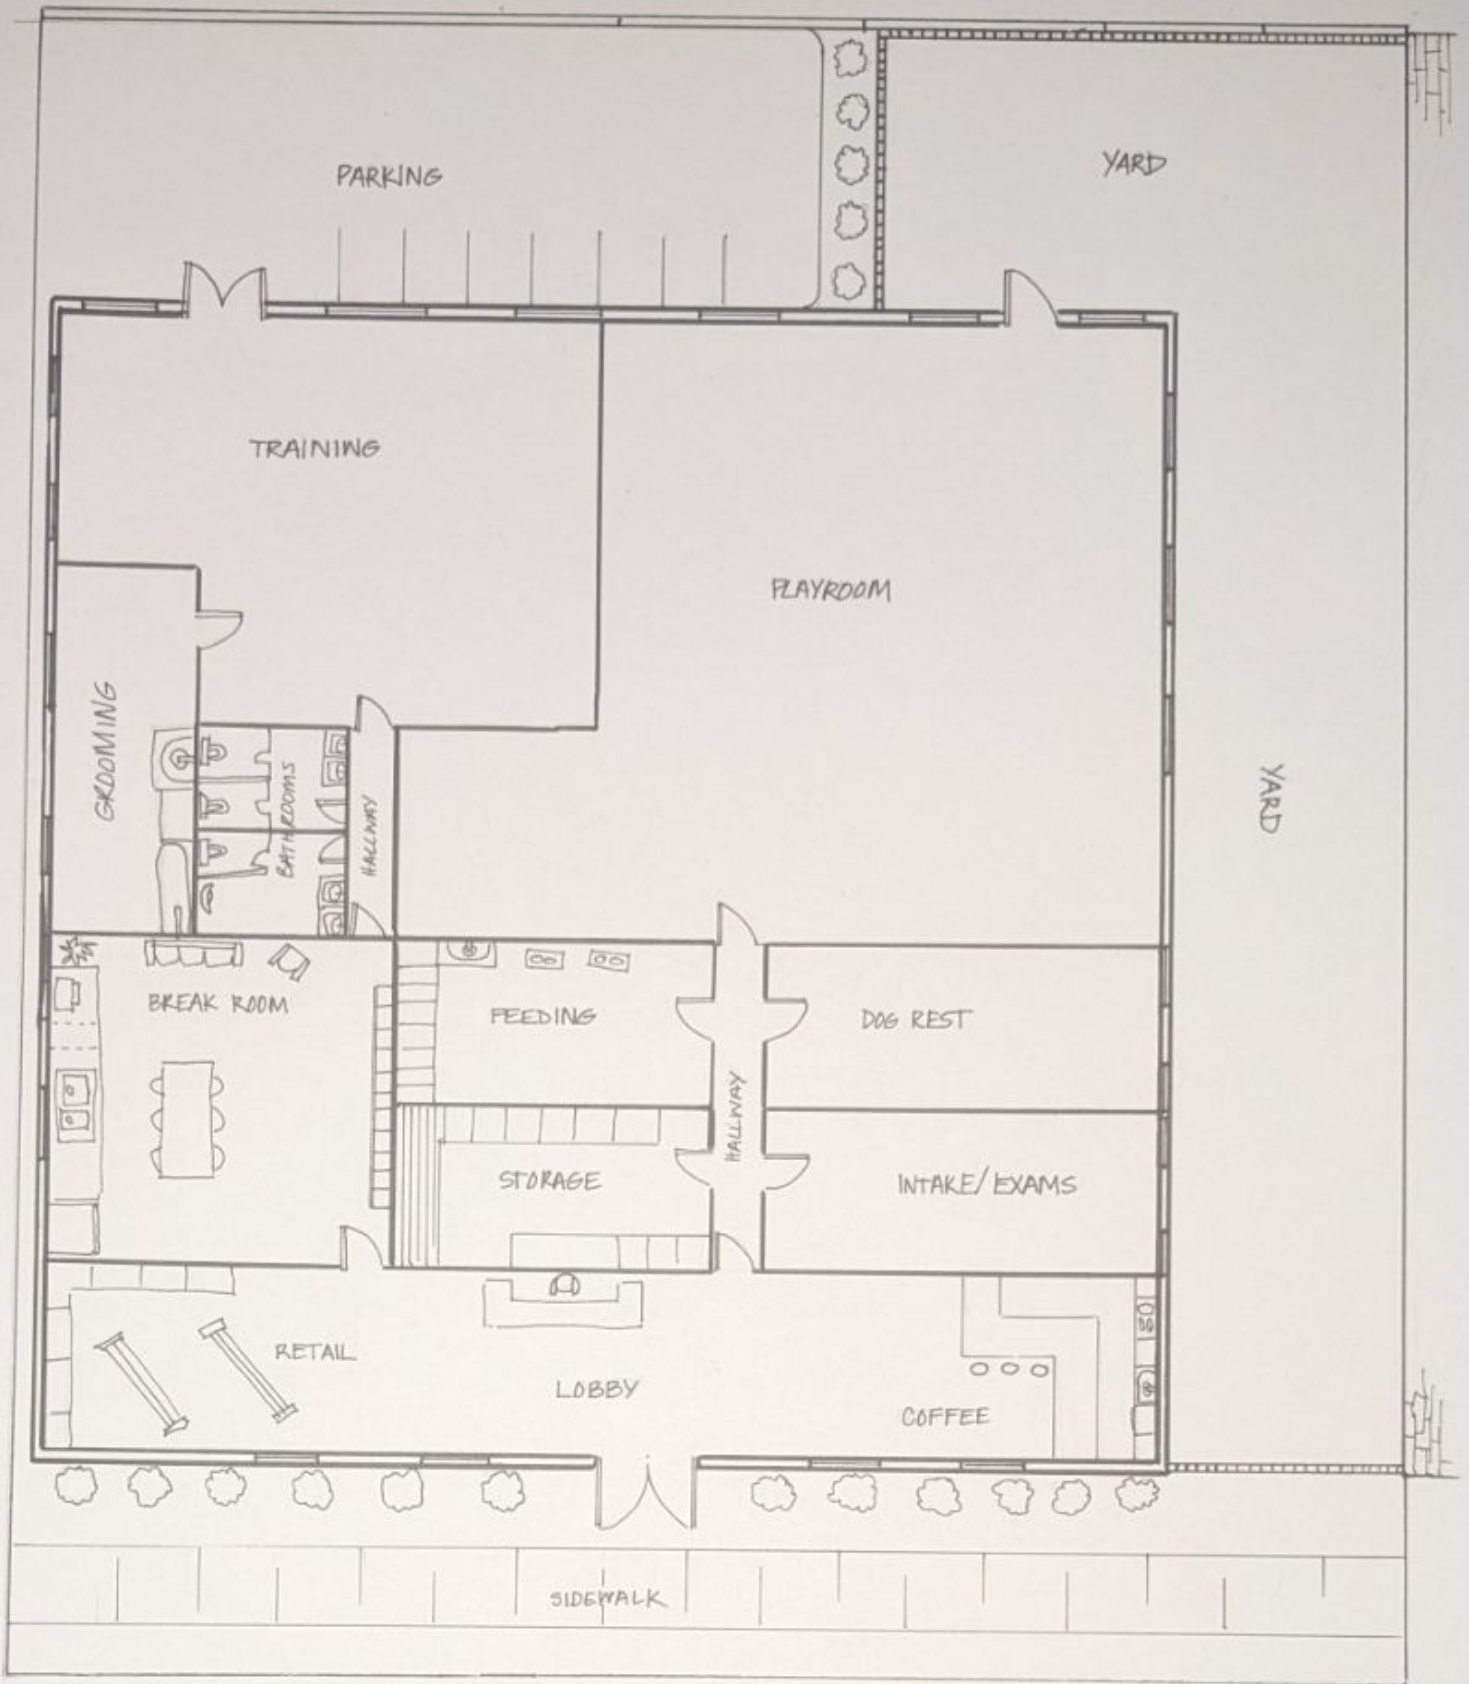 PARKING
YARD
TRAINING
PLAYROOM
GROOMING
BATHROOMS
HALLWAY
YARD
BREAK ROOM
FEEDING
DOG REST
HALLWAY
STORAGE
INTAKE/EXAMS
RETAIL
LOBBY
COFFEE
SIDEWALK